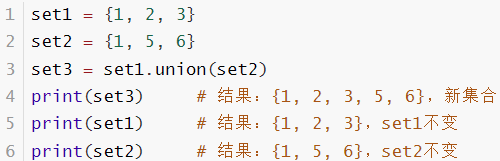 1 set1 = {1, 2, 3}
2 set2 = {1, 5, 6}
3 set3 = set1.union(set2)
4 print(set3)     # 结果：{1, 2, 3, 5, 6}，新集合
5 print(set1)     # 结果：{1, 2, 3}，set1不变
6 print(set2)     # 结果：{1, 5, 6}，set2不变